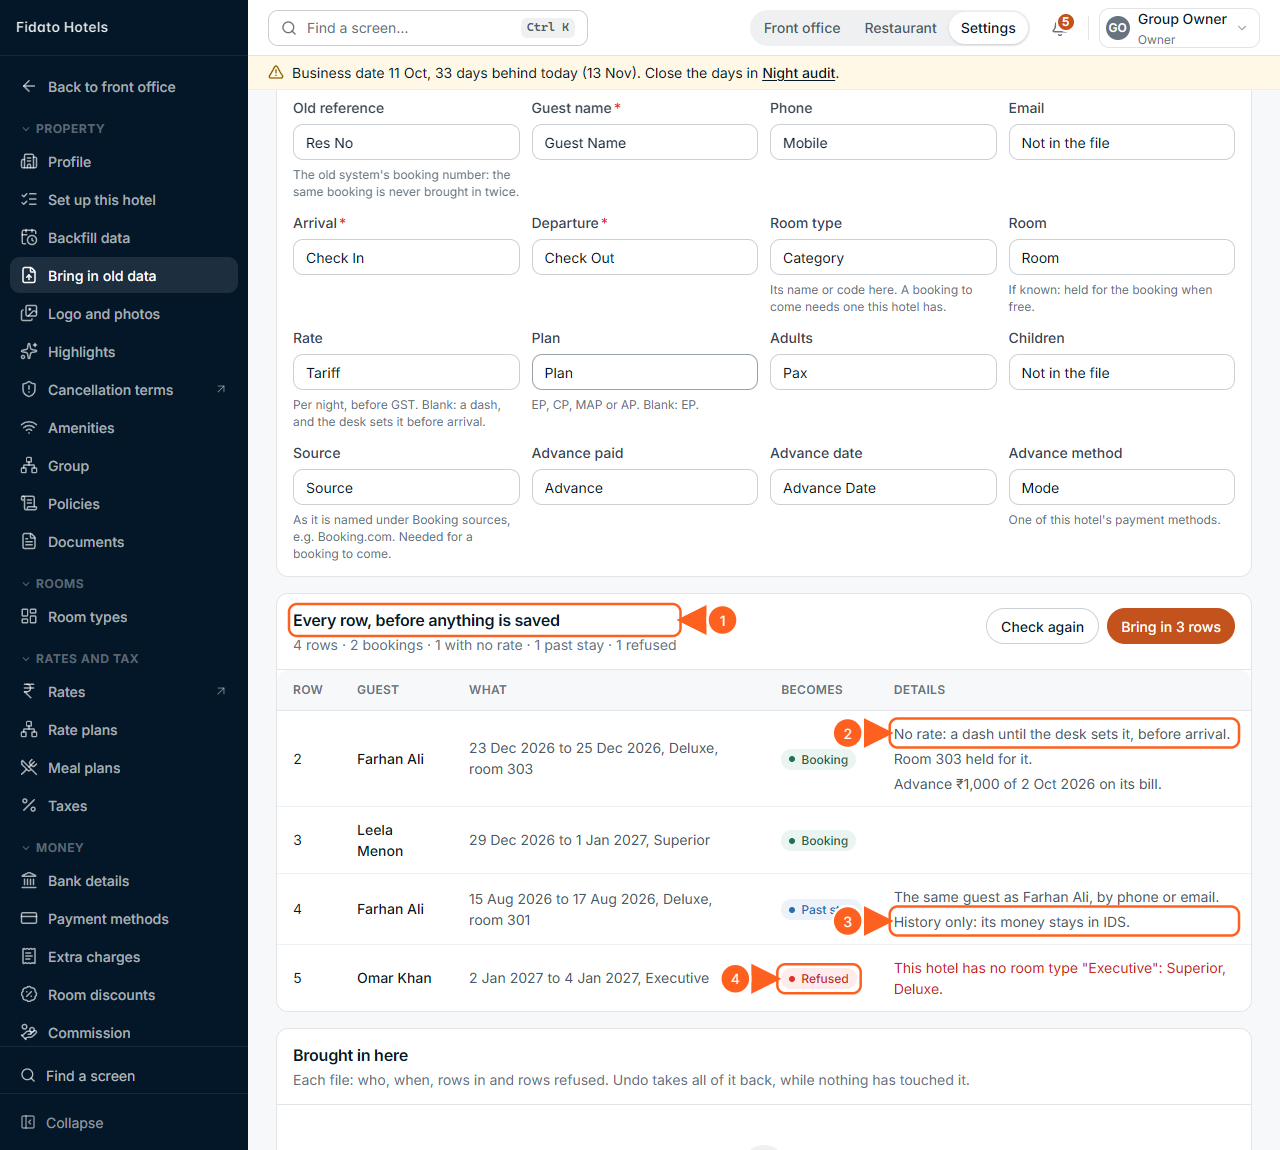 Fidato Hotels
Find a screen...
Ctrl K
Front office
Restaurant
Settings
5
GO
Group Owner
Owner
Business date 11 Oct, 33 days behind today (13 Nov). Close the days in Night audit.
Back to front office
PROPERTY
Profile
Set up this hotel
Backfill data
Bring in old data
Logo and photos
Highlights
Cancellation terms
Amenities
Group
Policies
Documents
ROOMS
Room types
RATES AND TAX
Rates
Rate plans
Meal plans
Taxes
MONEY
Bank details
Payment methods
Extra charges
Room discounts
Commission
Find a screen
Collapse
Old reference
Guest name *
Phone
Email
Res No
Guest Name
Mobile
Not in the file
The old system's booking number: the
same booking is never brought in twice.
Arrival *
Departure *
Room type
Room
Check In
Check Out
Category
Room
Its name or code here. A booking to
come needs one this hotel has.
If known: held for the booking when
free.
Rate
Plan
Adults
Children
Tariff
Plan
Pax
Not in the file
Per night, before GST. Blank: a dash,
and the desk sets it before arrival.
EP, CP, MAP or AP. Blank: EP.
Source
Advance paid
Advance date
Advance method
Source
Advance
Advance Date
Mode
As it is named under Booking sources,
e.g. Booking.com. Needed for a
booking to come.
One of this hotel's payment methods.
Every row, before anything is saved
1
4 rows · 2 bookings · 1 with no rate · 1 past stay · 1 refused
Check again
Bring in 3 rows
ROW
GUEST
WHAT
BECOMES
DETAILS
2
Farhan Ali
23 Dec 2026 to 25 Dec 2026, Deluxe,
room 303
Booking
2
No rate: a dash until the desk sets it, before arrival.
Room 303 held for it.
Advance ₹1,000 of 2 Oct 2026 on its bill.
3
Leela
Menon
29 Dec 2026 to 1 Jan 2027, Superior
Booking
4
Farhan Ali
15 Aug 2026 to 17 Aug 2026, Deluxe,
room 301
Past st
3
The same guest as Farhan Ali, by phone or email.
History only: its money stays in IDS.
5
Omar Khan
2 Jan 2027 to 4 Jan 2027, Executive
4
Refused
This hotel has no room type "Executive": Superior,
Deluxe.
Brought in here
Each file: who, when, rows in and rows refused. Undo takes all of it back, while nothing has touched it.